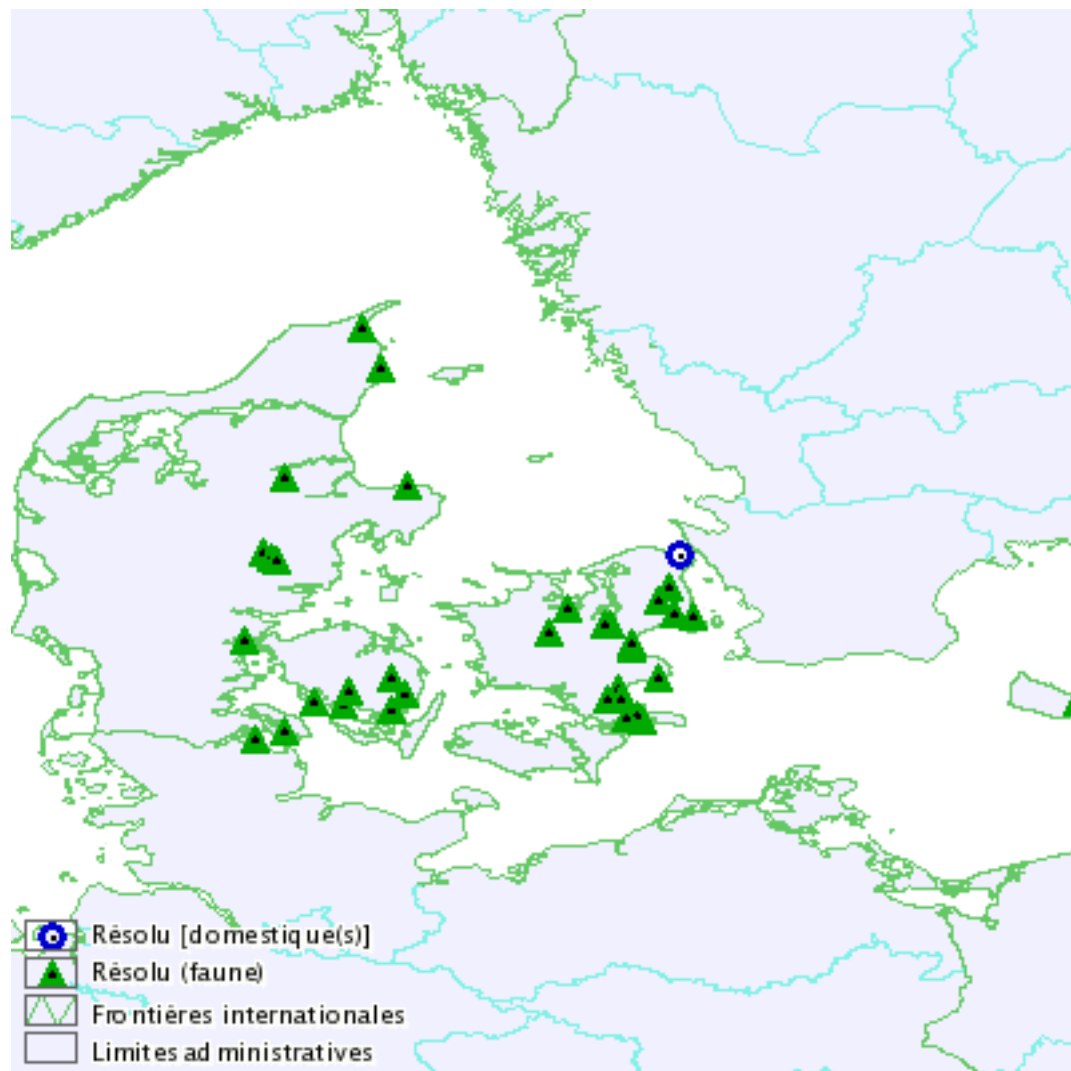 Résolu [domestique(s)]
Résolu (faune)
Frontières internationales
Limites administratives